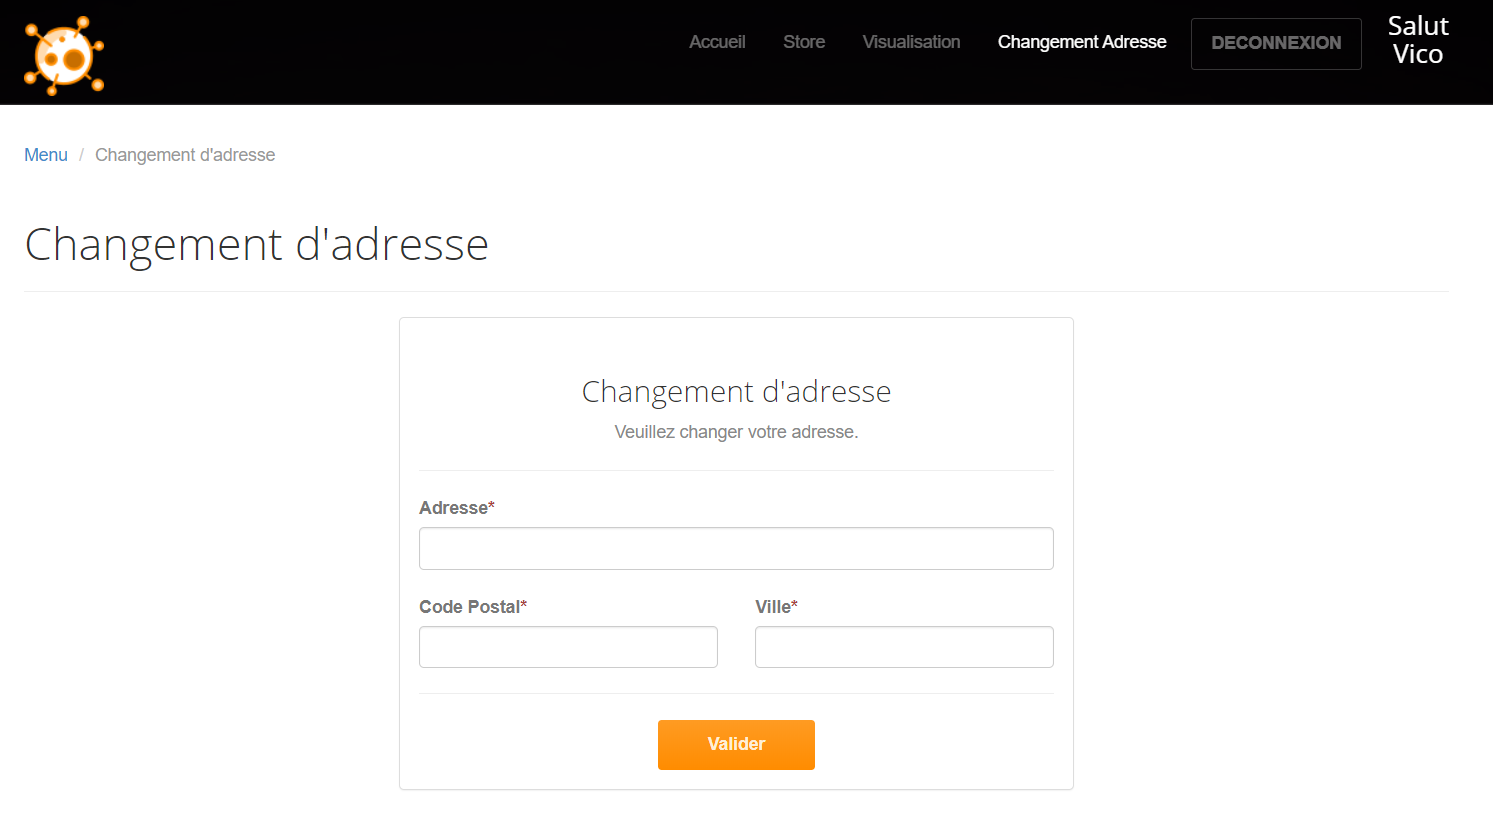 Accueil Store Visualisation Changement Adresse DECONNEXION Salut
Vico
Menu / Changement d'adresse
Changement d'adresse
Changement d'adresse
Veuillez changer votre adresse.
Adresse*
Code Postal* Ville*
Valider